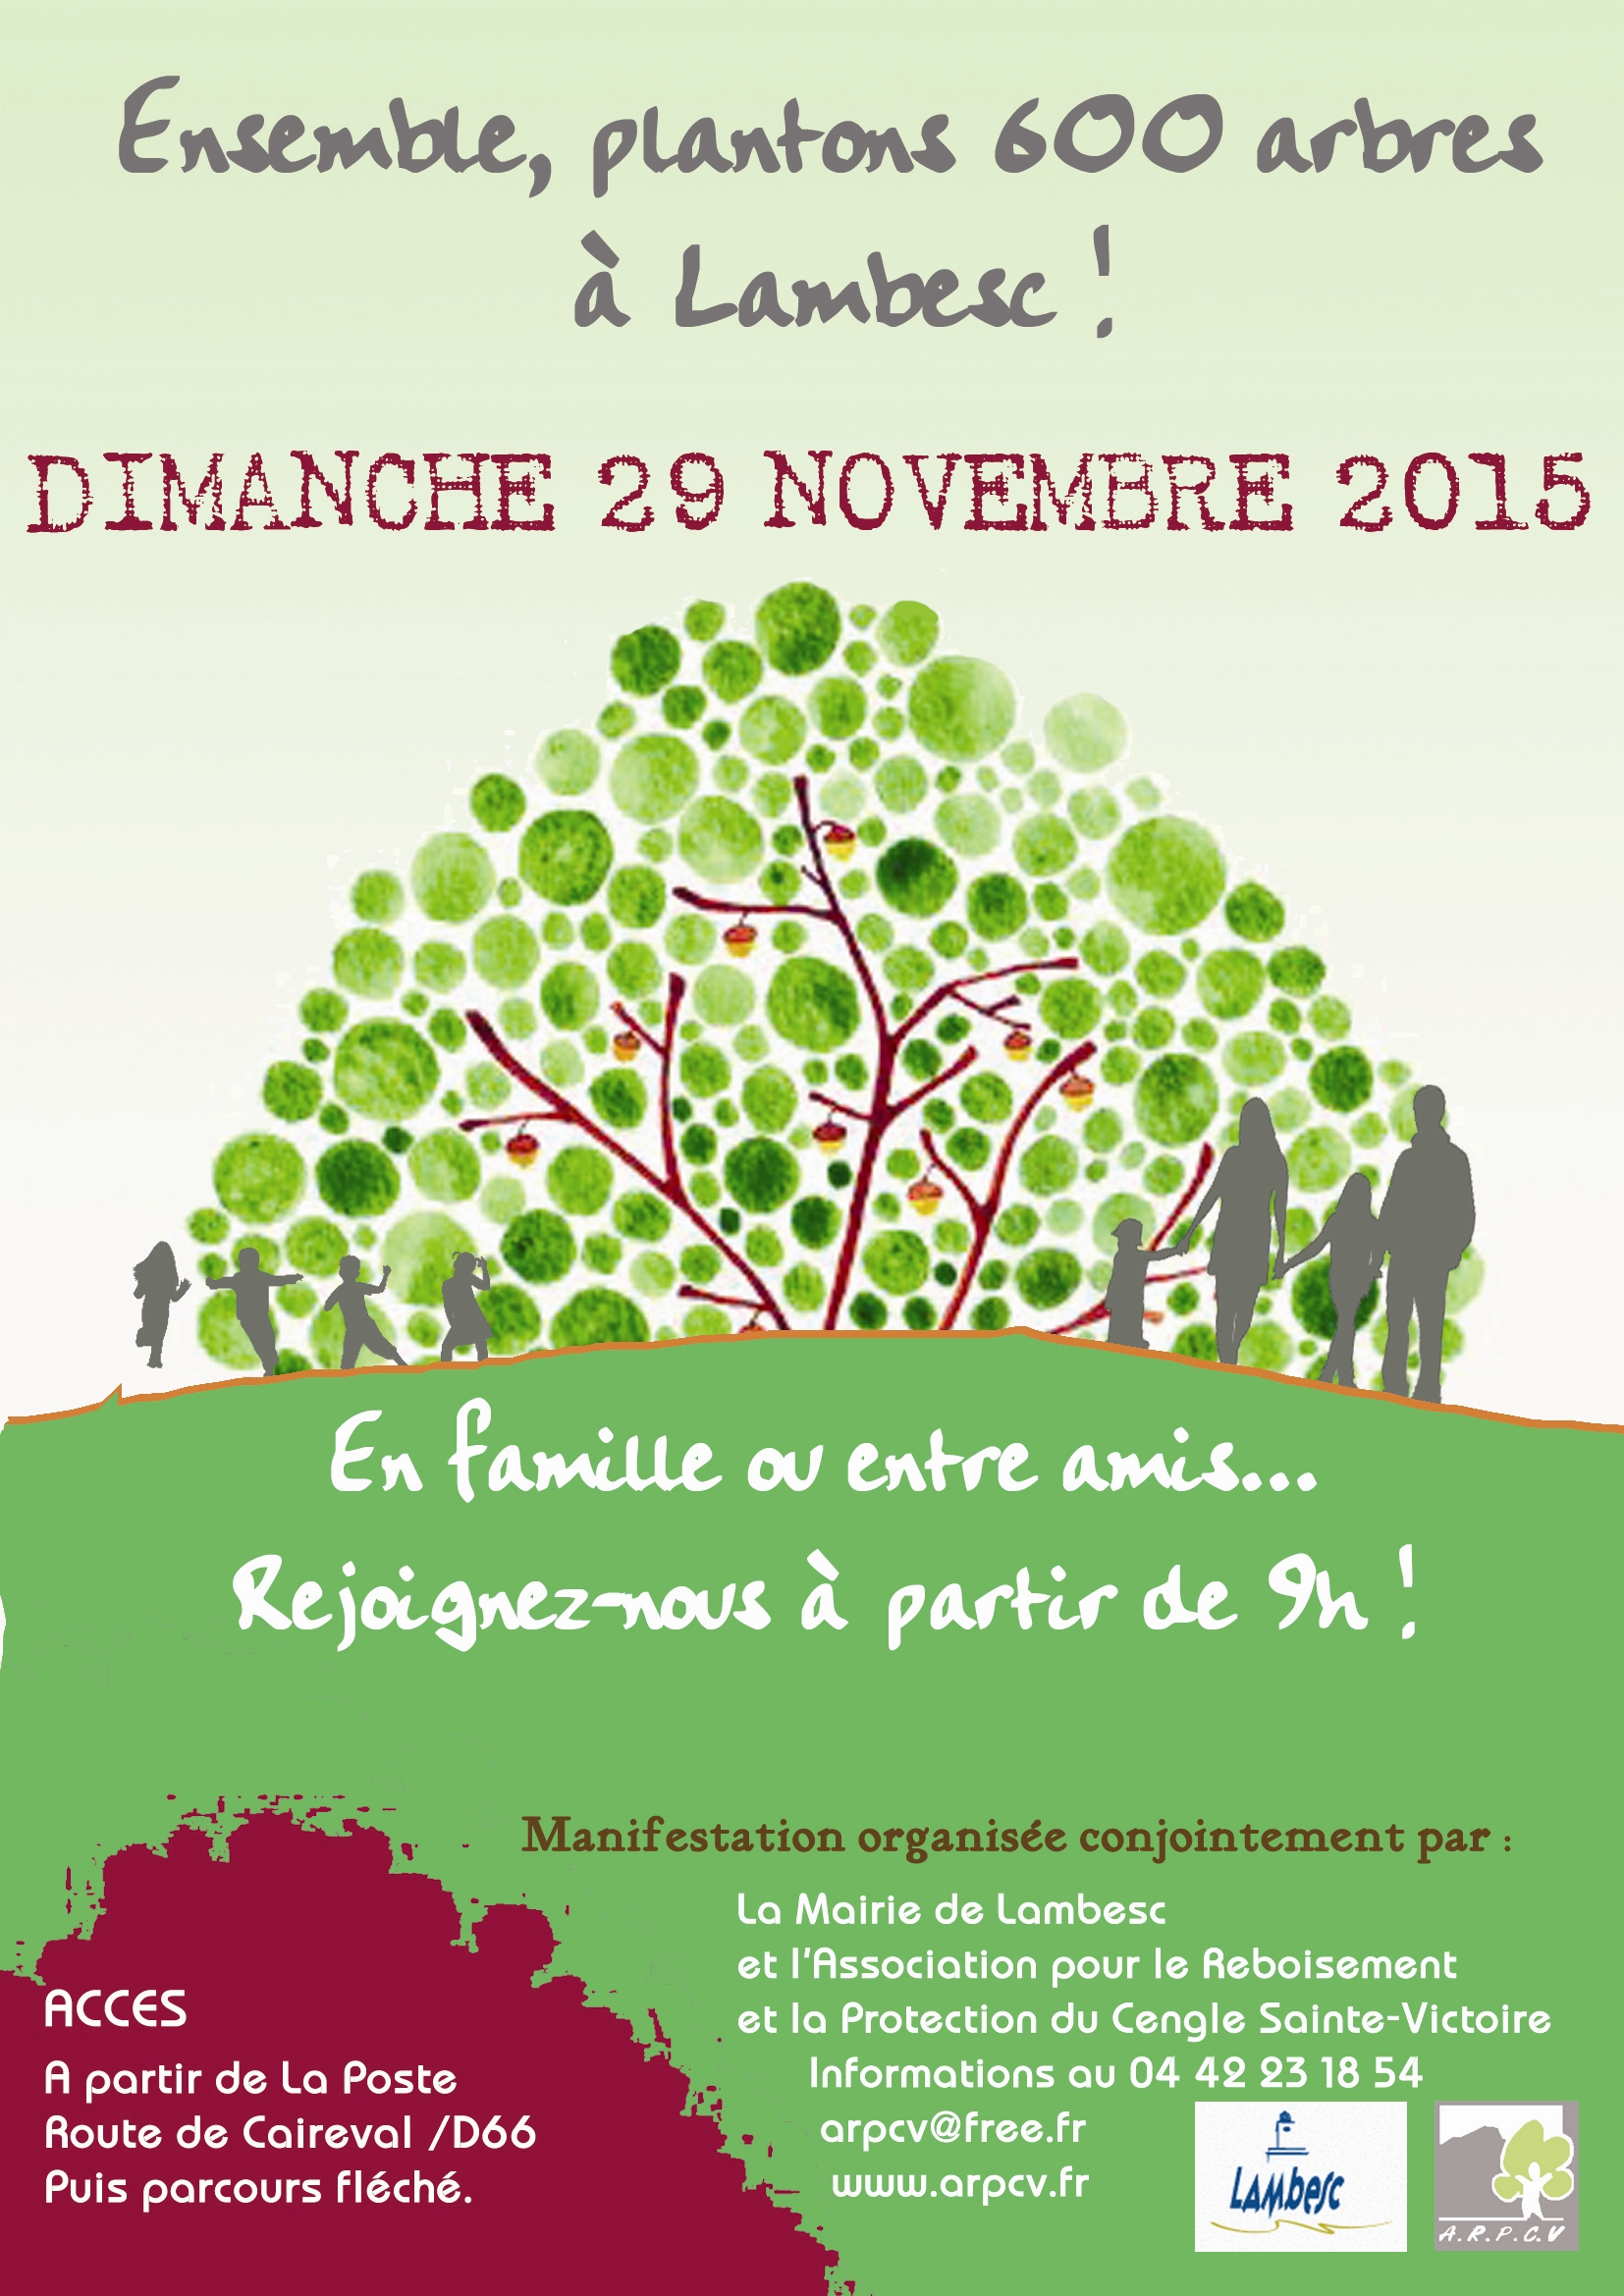 Ensemble, plantons 600 arbres
à Lambesc !
DIMANCHE 29 NOVEMBRE 2015
En famille ou entre amis...
Rejoignez-nous à partir de 9h !
Manifestation organisée conjointement par :
La Mairie de Lambesc
et l'Association pour le Reboisement
et la Protection du Cengle Sainte-Victoire
Informations au 04 42 23 18 54
arpcv@free.fr
www.arpcv.fr
ACCES
A partir de La Poste
Route de Caireval /D66
Puis parcours fléché.
Lambesc
A.R.P.C.V